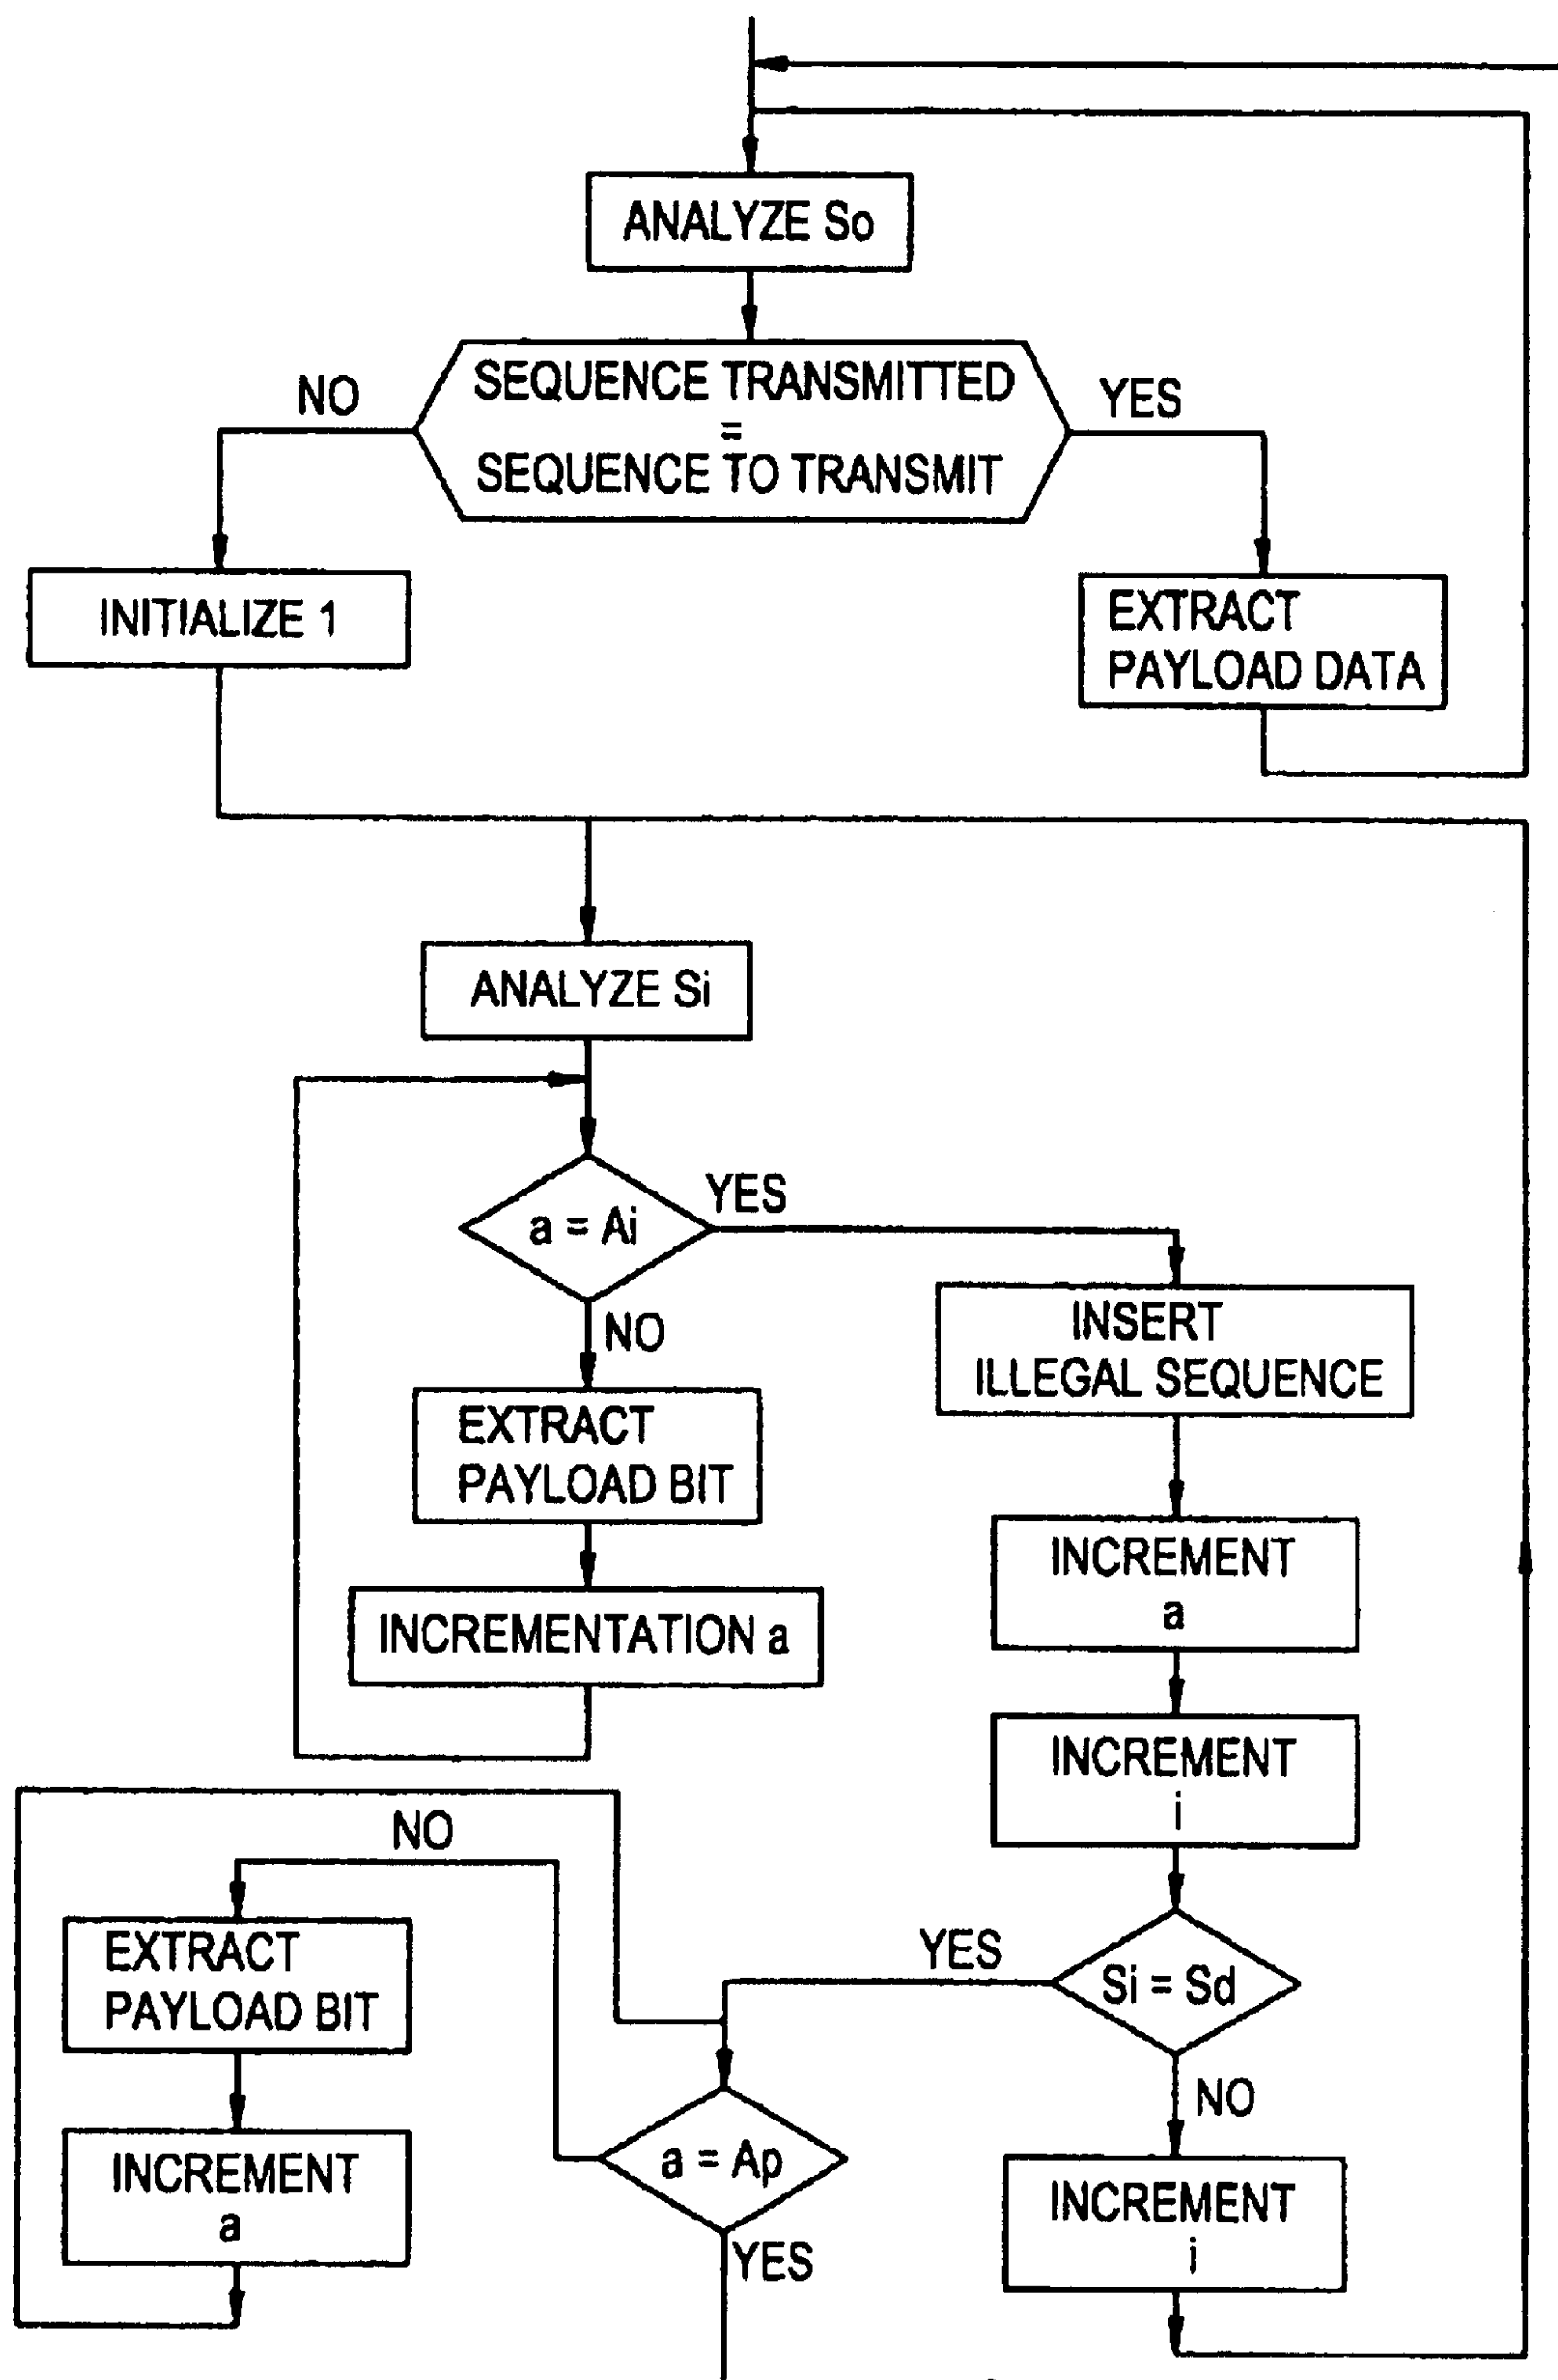 ANALYZE So
NO
SEQUENCE TRANSMITTED
=
SEQUENCE TO TRANSMIT
YES
INITIALIZE 1
EXTRACT
PAYLOAD DATA
ANALYZE Si
a = Ai
YES
NO
INSERT
ILLEGAL SEQUENCE
EXTRACT
PAYLOAD BIT
INCREMENT
a
INCREMENTATION a
INCREMENT
i
NO
EXTRACT
PAYLOAD BIT
YES
Si = Sd
NO
INCREMENT
a
a = Ap
YES
INCREMENT
i